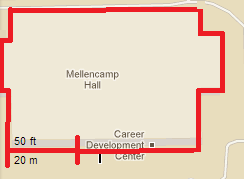 Mellencamp
Hall
50 ft
20 m
Career
Development
Center